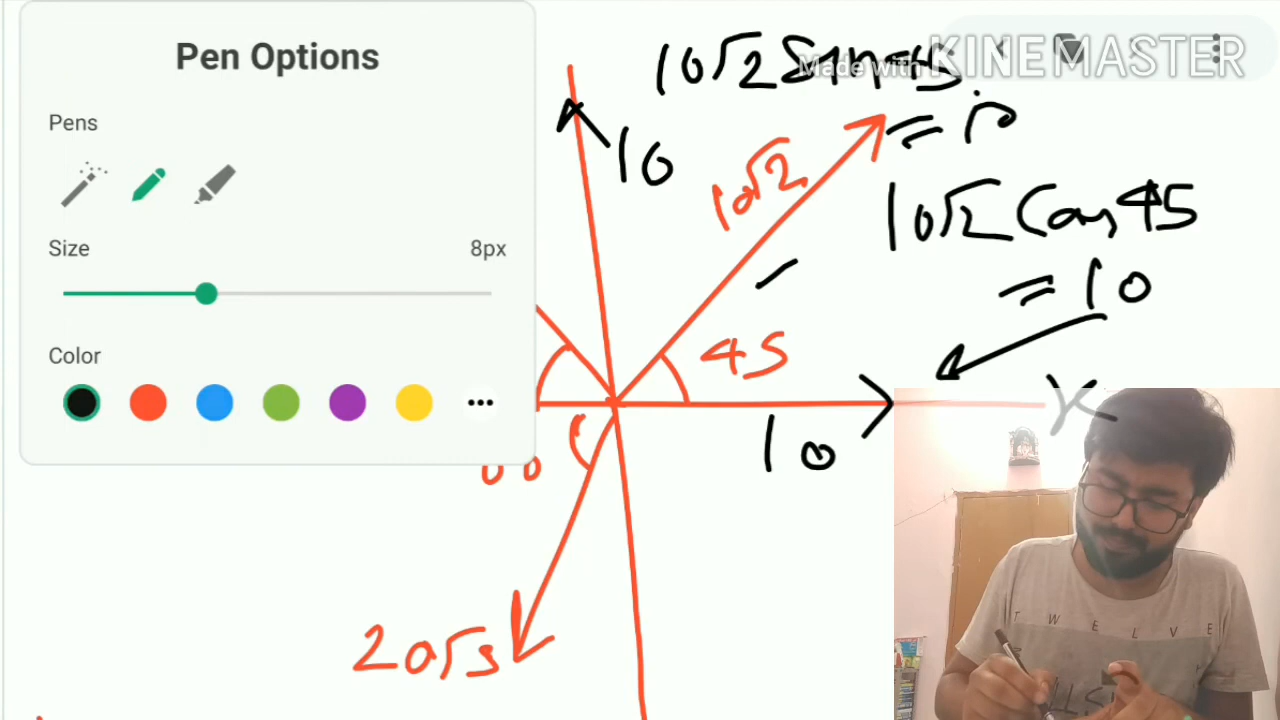 Pen Options
Pens
Size 8px
Color
Made with KINEMASTER
10√2 Sin45
= 10
10
10√2
10√2 Cos45
= 10
45
X
10
20√3
T W E L V E